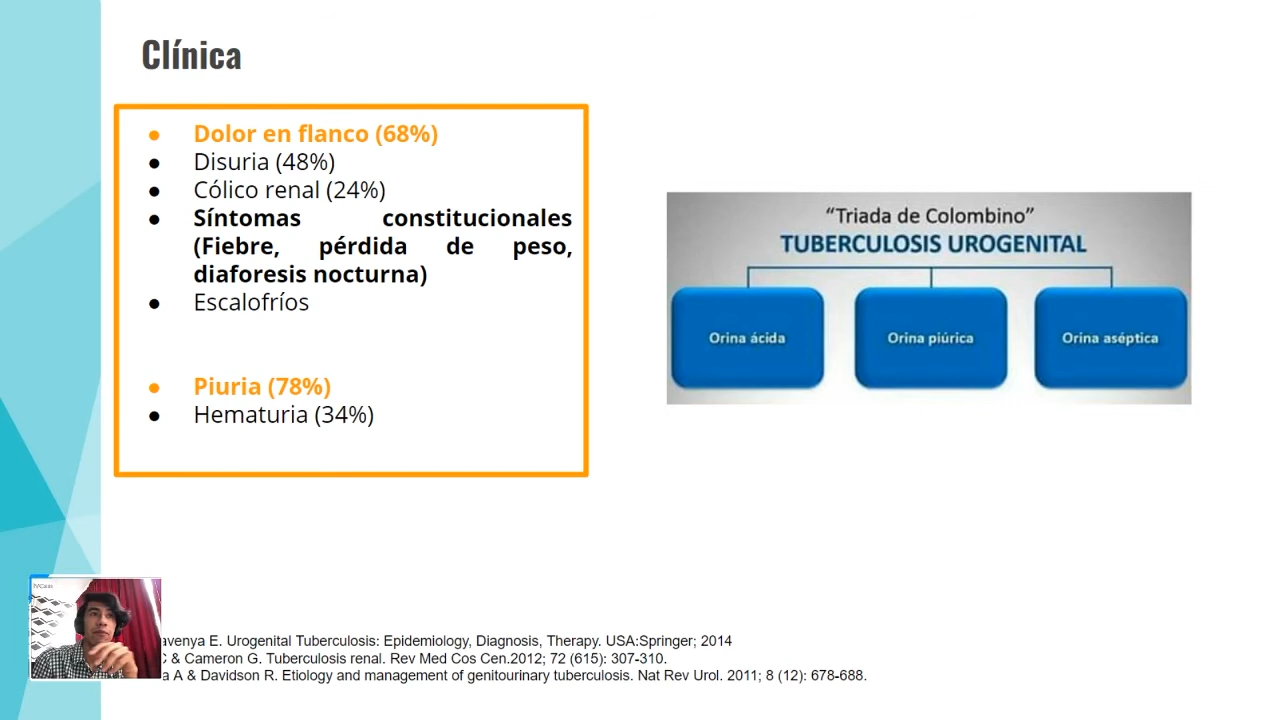 Clínica
● Dolor en flanco (68%)
● Disuria (48%)
● Cólico renal (24%)
● Síntomas constitucionales
(Fiebre, pérdida de peso,
diaforesis nocturna)
● Escalofríos
● Piuria (78%)
● Hematuria (34%)
“Triada de Colombino”
TUBERCULOSIS UROGENITAL
Orina ácida
Orina piúrica
Orina aséptica
E. Urogenital Tuberculosis: Epidemiology, Diagnosis, Therapy. USA:Springer; 2014
& Cameron G. Tuberculosis renal. Rev Med Cos Cen.2012; 72 (615): 307-310.
A & Davidson R. Etiology and management of genitourinary tuberculosis. Nat Rev Urol. 2011; 8 (12): 678-688.